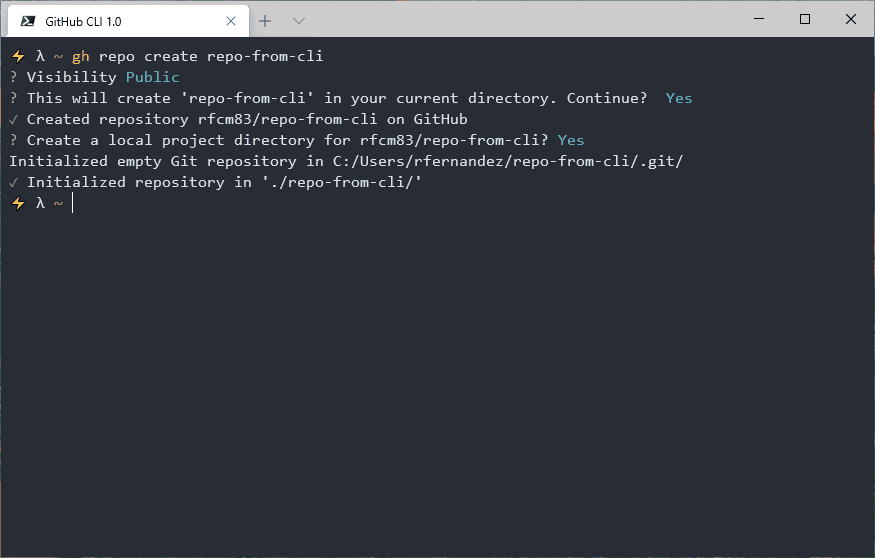 GitHub CLI 1.0
⚡ λ ~ gh repo create repo-from-cli
? Visibility Public
? This will create 'repo-from-cli' in your current directory. Continue?  Yes
✓ Created repository rfcm83/repo-from-cli on GitHub
? Create a local project directory for rfcm83/repo-from-cli? Yes
Initialized empty Git repository in C:/Users/rfernandez/repo-from-cli/.git/
✓ Initialized repository in './repo-from-cli/'
⚡ λ ~